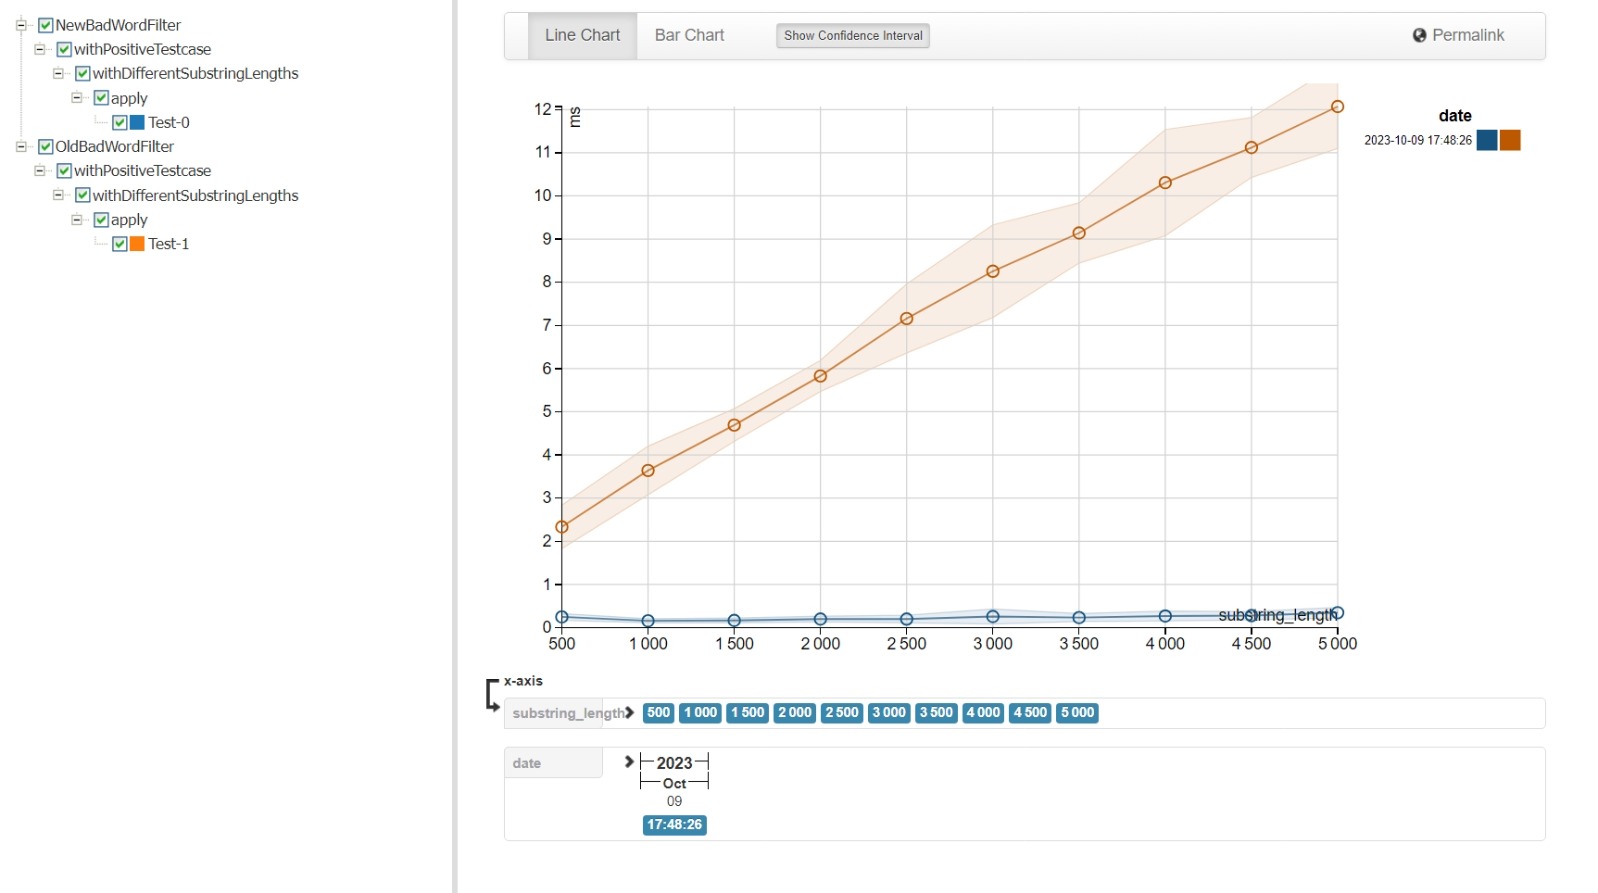 NewBadWordFilter
withPositiveTestcase
withDifferentSubstringLengths
apply
Test-0
OldBadWordFilter
withPositiveTestcase
withDifferentSubstringLengths
apply
Test-1
Line Chart Bar Chart Show Confidence Interval Permalink
ms
12
11
10
9
8
7
6
5
4
3
2
1
0
substring_length
500 1 000 1 500 2 000 2 500 3 000 3 500 4 000 4 500 5 000
date
2023-10-09 17:48:26
x-axis
substring_length 500 1 000 1 500 2 000 2 500 3 000 3 500 4 000 4 500 5 000
date 2023
Oct
09
17:48:26